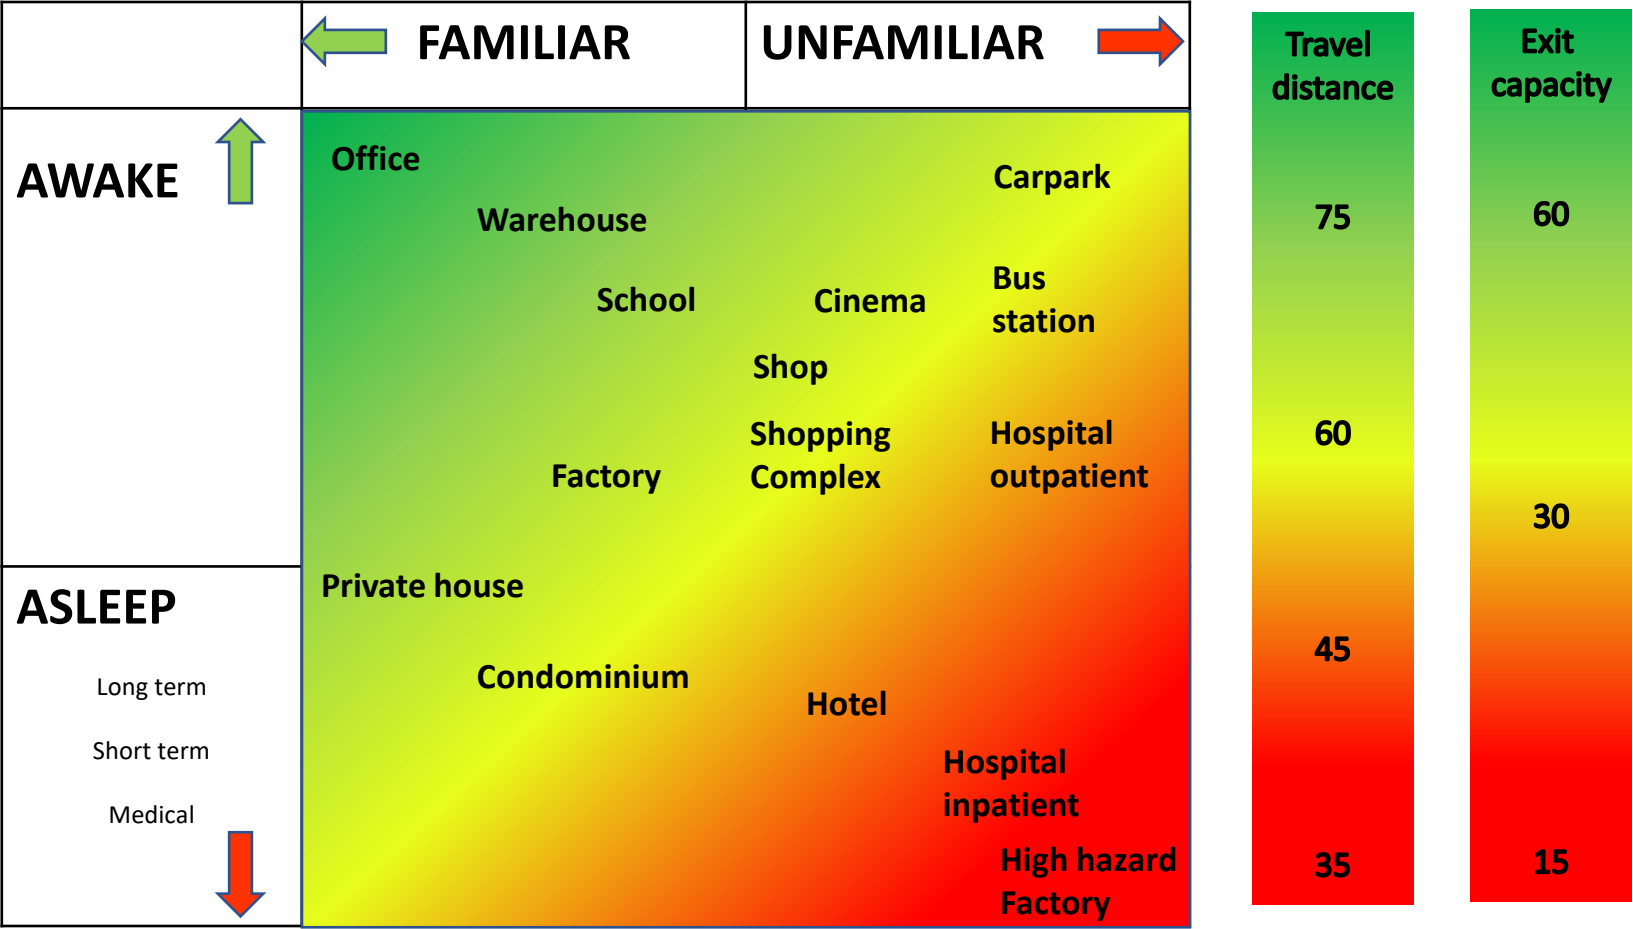 FAMILIAR
UNFAMILIAR
Travel
distance
Exit
capacity
AWAKE
Office
Carpark
Warehouse
75
60
School
Cinema
Bus
station
Shop
Shopping
Complex
Hospital
outpatient
60
Factory
30
ASLEEP
Private house
45
Long term
Condominium
Hotel
Short term
Hospital
inpatient
Medical
High hazard
Factory
35
15